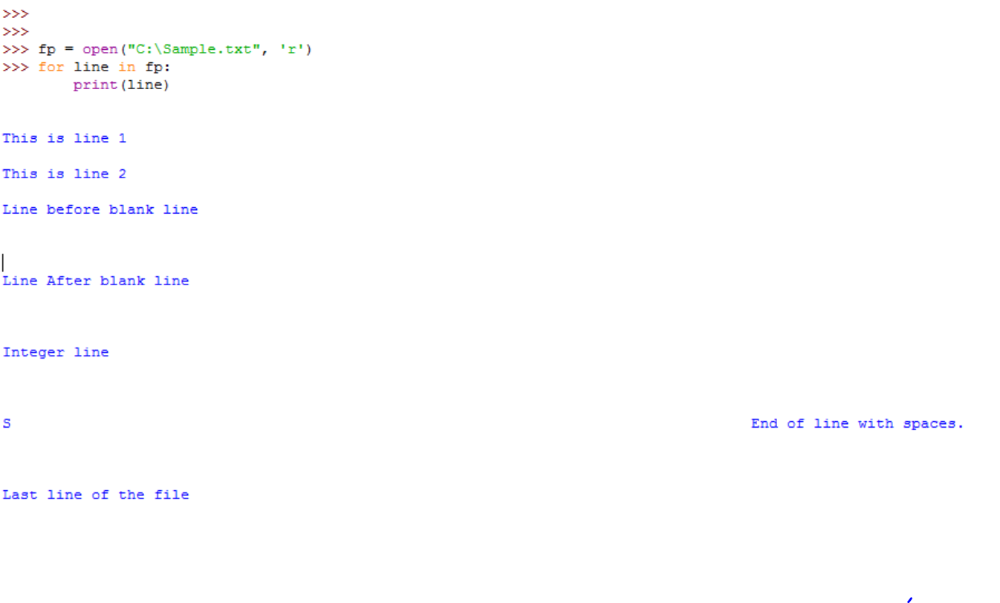 >>>
>>>
>>> fp = open("C:\Sample.txt", 'r')
>>> for line in fp:
        print(line)
This is line 1
This is line 2
Line before blank line
Line After blank line
Integer line
S                                                                                   End of line with spaces.
Last line of the file